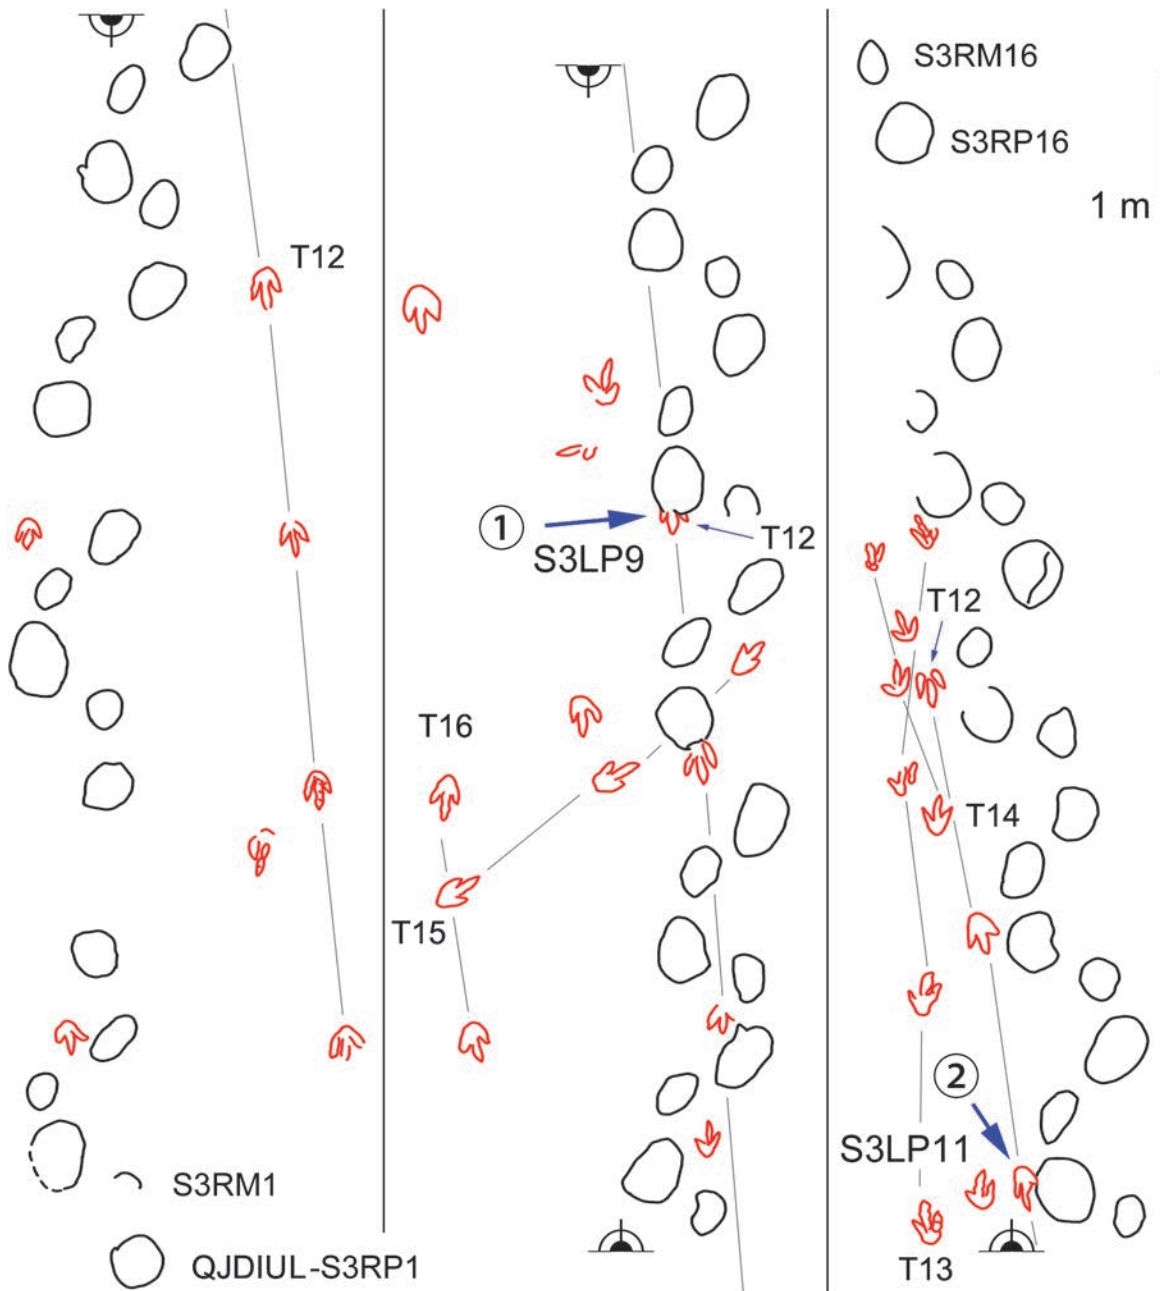 T12
S3RM1
QJDIUL-S3RP1
①
S3LP9
T12
T16
T15
S3RM16
S3RP16
1 m
T12
T14
②
S3LP11
T13